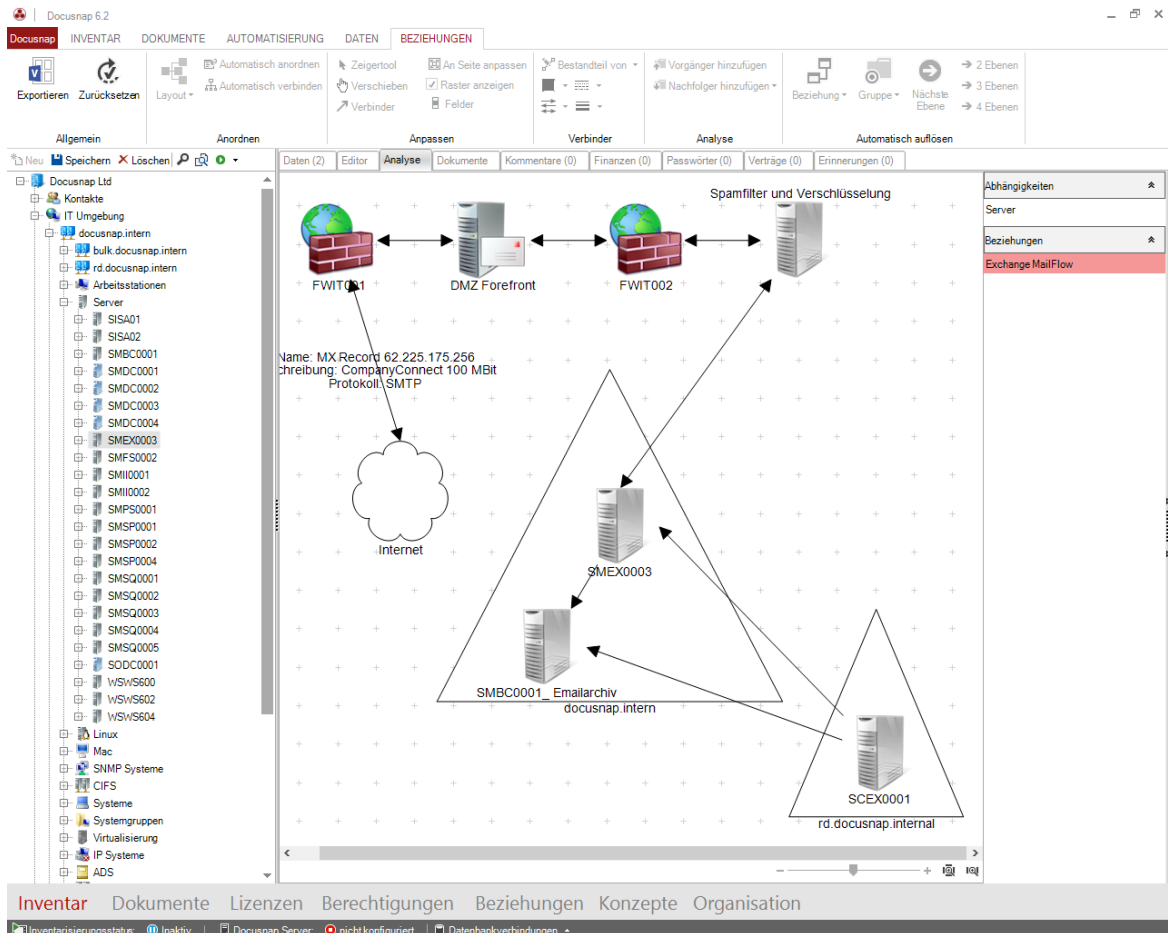 Docusnap 6.2
Docusnap INVENTAR DOKUMENTE AUTOMATISIERUNG DATEN BEZIEHUNGEN
Exportieren Zurücksetzen
Allgemein
Layout
Automatisch anordnen
Automatisch verbinden
Anordnen
Zeigertool
Verschieben
Verbinder
An Seite anpassen
Raster anzeigen
Felder
Anpassen
Bestandteil von
Verbinder
Vorgänger hinzufügen
Nachfolger hinzufügen
Analyse
Beziehung Gruppe Nächste Ebene
2 Ebenen
3 Ebenen
4 Ebenen
Automatisch auflösen
Neu Speichern Löschen
Daten (2) Editor Analyse Dokumente Kommentare (0) Finanzen (0) Passwörter (0) Verträge (0) Erinnerungen (0)
Docusnap Ltd
Kontakte
IT Umgebung
docusnap.intern
bulk.docusnap.intern
rd.docusnap.intern
Arbeitsstationen
Server
SISA01
SISA02
SMBC0001
SMDC0001
SMDC0002
SMDC0003
SMDC0004
SMEX0003
SMFS0002
SMII0001
SMII0002
SMPS0001
SMSP0001
SMSP0002
SMSP0004
SMSQ0001
SMSQ0002
SMSQ0003
SMSQ0004
SMSQ0005
SODC0001
WSWS600
WSWS602
WSWS604
Linux
Mac
SNMP Systeme
CIFS
Systeme
Systemgruppen
Virtualisierung
IP Systeme
ADS
Spamfilter und Verschlüsselung
FWIT001
DMZ Forefront
FWIT002
Name: MX Record 62.225.175.256
chreibung: CompanyConnect 100 MBit
Protokoll: SMTP
Internet
SMEX0003
SMBC0001_ Emailarchiv
docusnap.intern
SCEX0001
rd.docusnap.internal
Abhängigkeiten
Server
Beziehungen
Exchange MailFlow
Inventar Dokumente Lizenzen Berechtigungen Beziehungen Konzepte Organisation
Inventarisierungsstatus: Inaktiv | Docusnap Server: nicht konfiguriert | Datenbankverbindungen